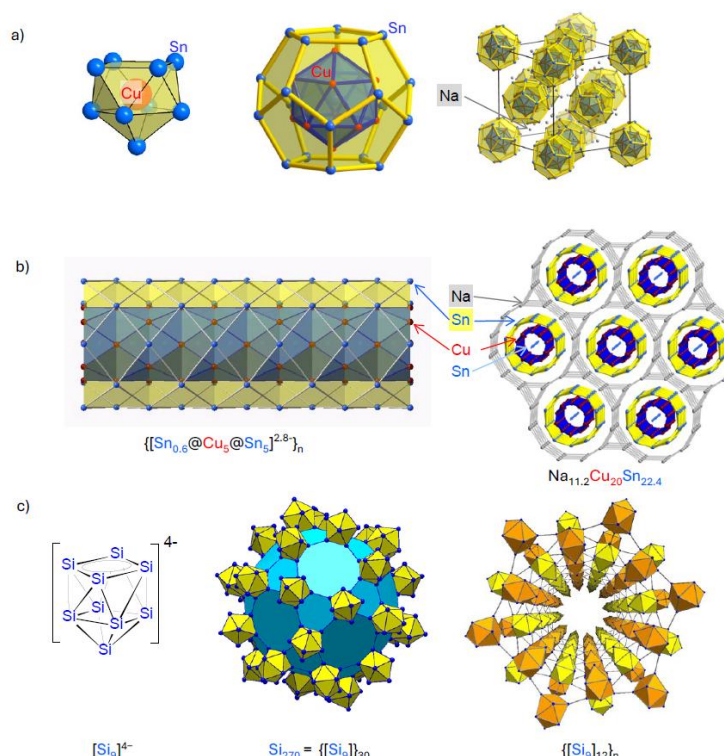 a)
Sn
Cu
Sn
Cu
Na
b)
Na
Sn
Cu
Sn
{[Sn0.6@Cu5@Sn5]2.8-}n
Na11.2Cu20Sn22.4
c)
4-
Si Si
Si Si
Si Si
Si Si
Si
[Si9]4−
Si270 = {[Si9]}30
{[Si9]12}n